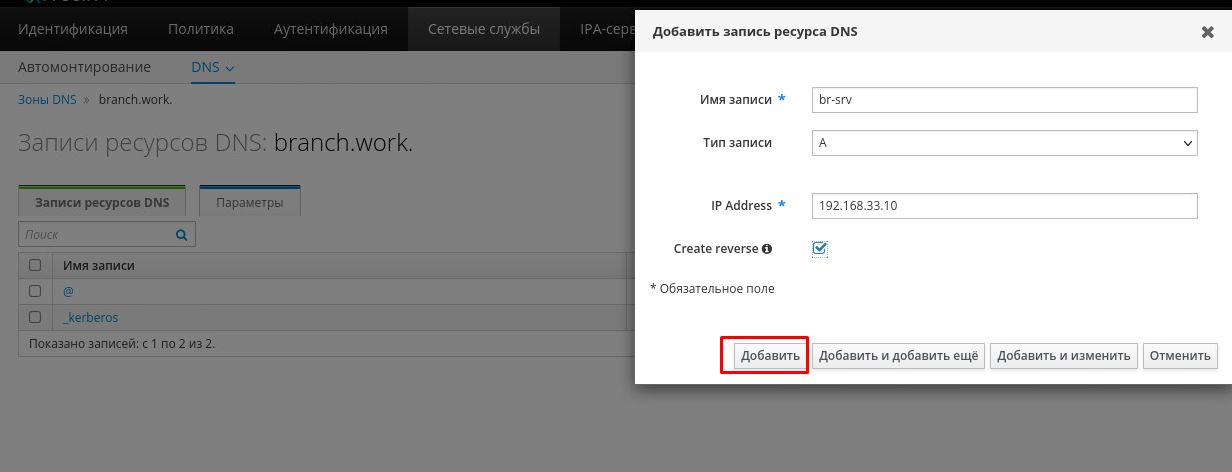 Идентификация Политика Аутентификация Сетевые службы
Автомонтирование DNS
Зоны DNS » branch.work.
Записи ресурсов DNS: branch.work.
Записи ресурсов DNS Параметры
Поиск
Имя записи
@
_kerberos
Показано записей: с 1 по 2 из 2.
Добавить запись ресурса DNS
Имя записи * br-srv
Тип записи A
IP Address * 192.168.33.10
Create reverse
* Обязательное поле
Добавить Добавить и добавить ещё Добавить и изменить Отменить